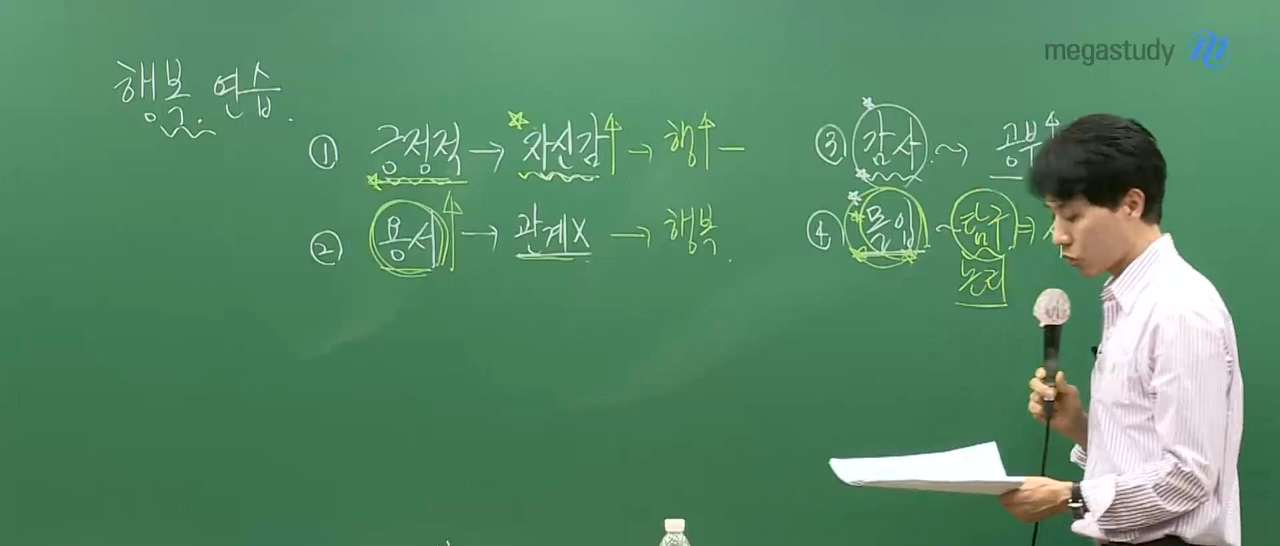 megastudy
행복 연습.
① 긍정적 → 자신감↑ → 행↑ ─
② 용서↑ → 관계X → 행복.
③ 감사 ~> 공부↑
④ 몰입 ~ 탐구 ⇒
논리